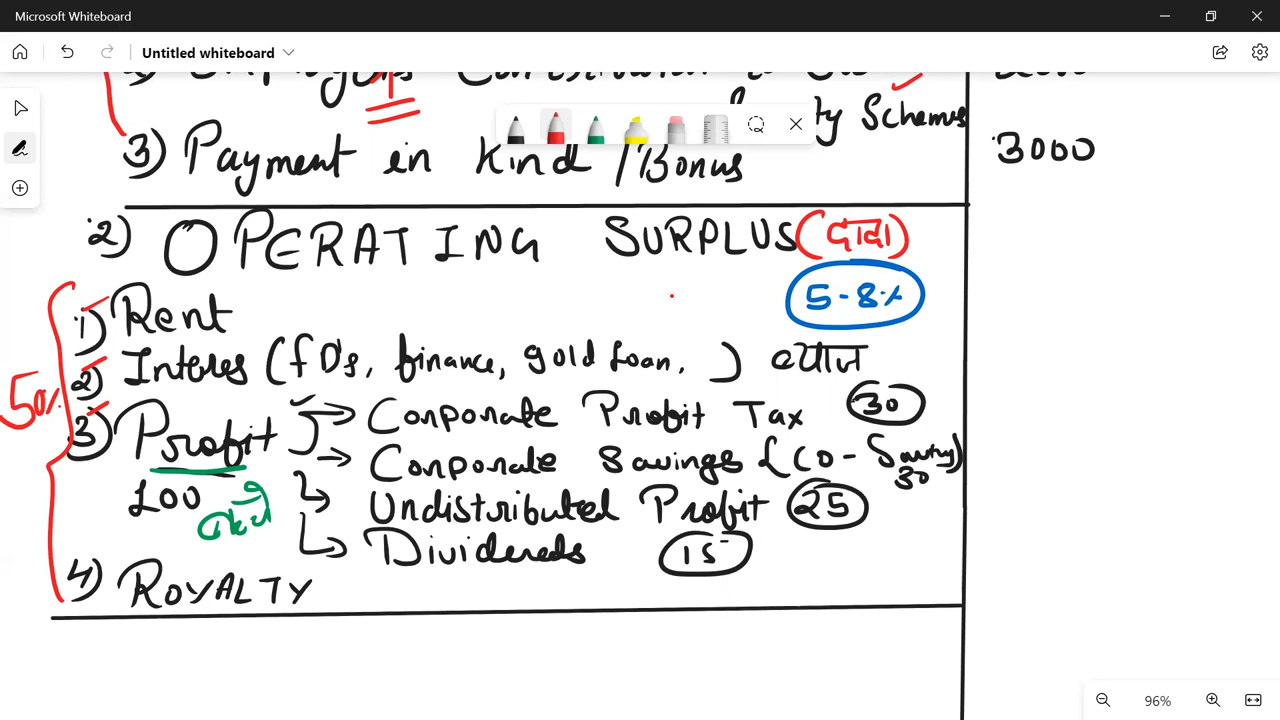 Microsoft Whiteboard
Untitled whiteboard
Schemes
3) Payment in Kind / Bonus 3000
2) OPERATING SURPLUS (दादा)
5-8%
1) Rent
2) Interes (FD's, finance, gold loan, ) ब्याज
50%
3) Profit → Corporate Profit Tax 30
→ Corporate Savings
30
100 → Undistributed Profit 25
→ Dividends 15
4) ROYALTY
96%